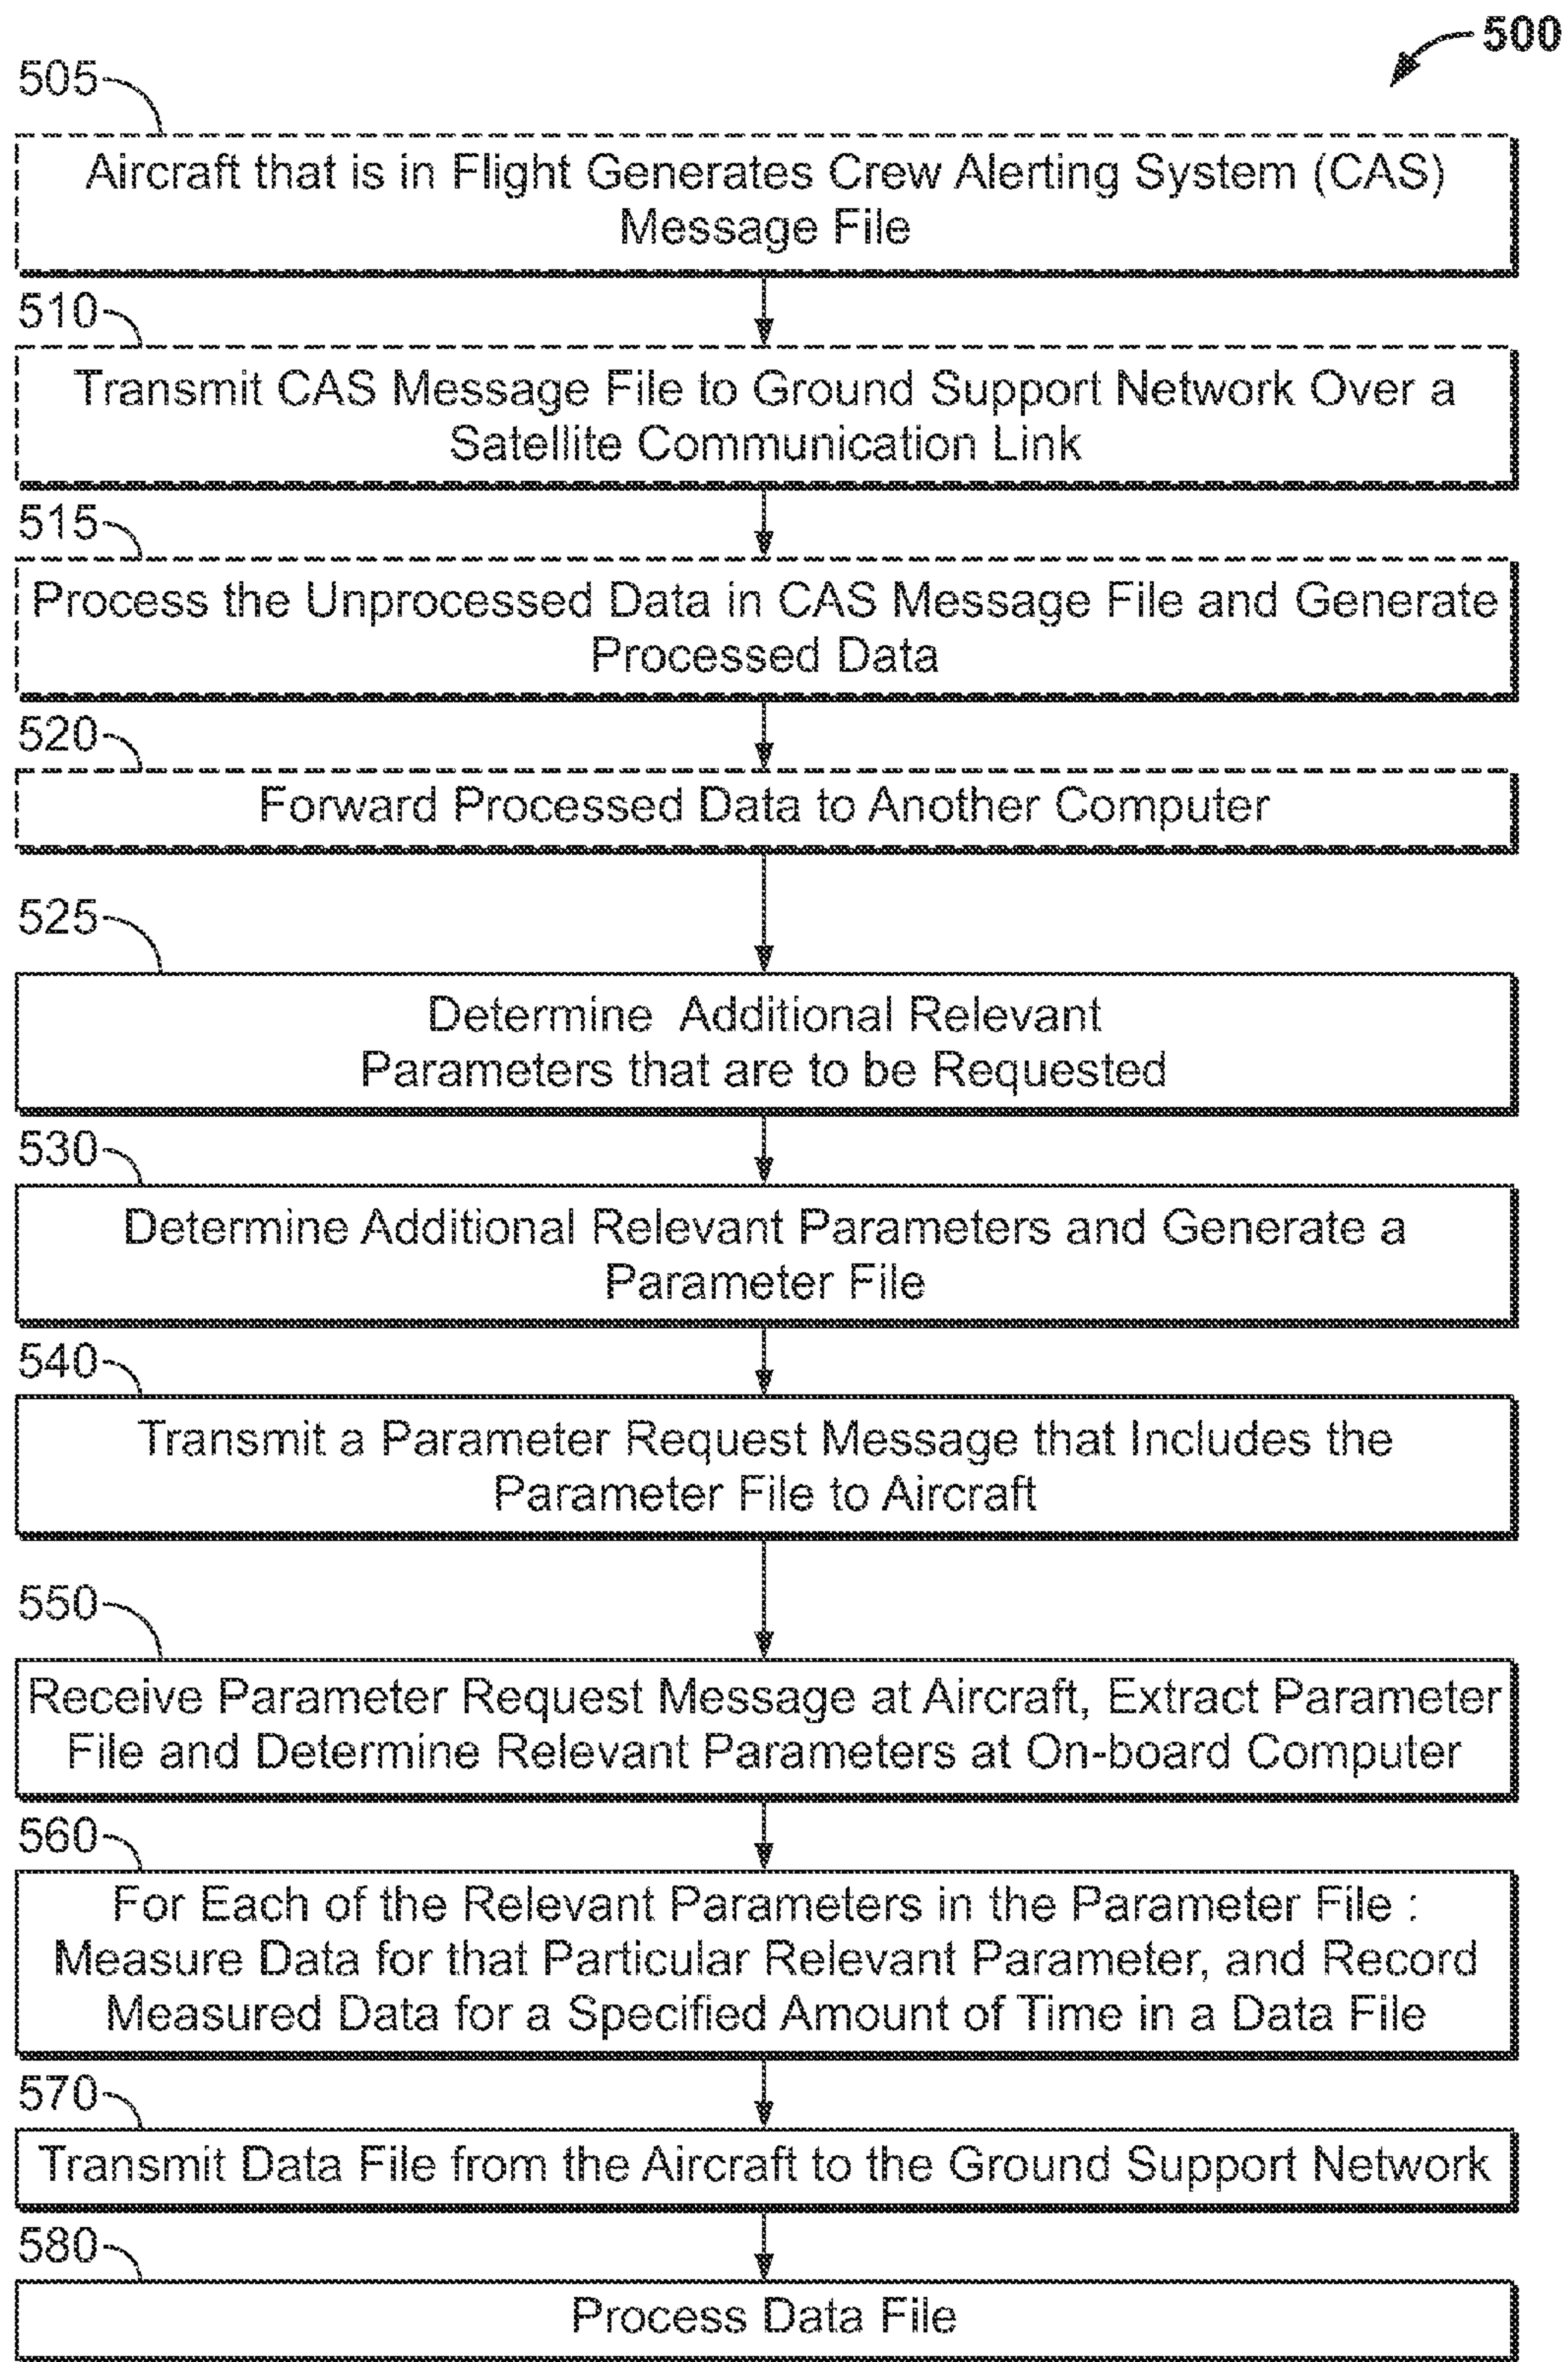 500
505
Aircraft that is in Flight Generates Crew Alerting System (CAS)
Message File
510
Transmit CAS Message File to Ground Support Network Over a
Satellite Communication Link
515
Process the Unprocessed Data in CAS Message File and Generate
Processed Data
520
Forward Processed Data to Another Computer
525
Determine Additional Relevant
Parameters that are to be Requested
530
Determine Additional Relevant Parameters and Generate a
Parameter File
540
Transmit a Parameter Request Message that Includes the
Parameter File to Aircraft
550
Receive Parameter Request Message at Aircraft, Extract Parameter
File and Determine Relevant Parameters at On-board Computer
560
For Each of the Relevant Parameters in the Parameter File :
Measure Data for that Particular Relevant Parameter, and Record
Measured Data for a Specified Amount of Time in a Data File
570
Transmit Data File from the Aircraft to the Ground Support Network
580
Process Data File